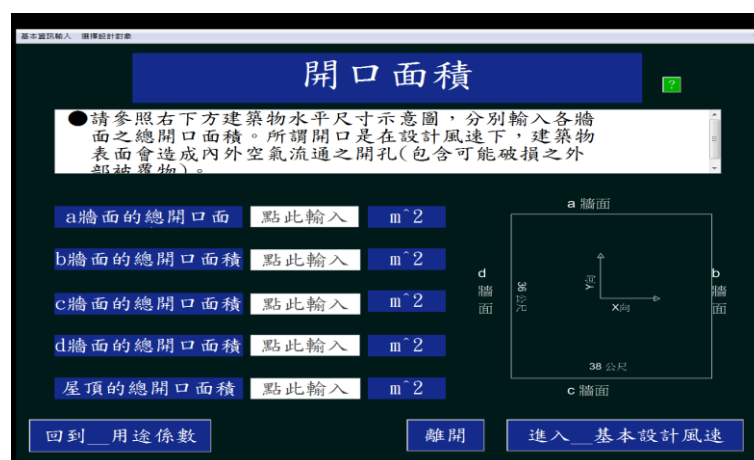 基本資訊輸入 選擇設計對象
開口面積
?
●請參照右下方建築物水平尺寸示意圖，分別輸入各牆
面之總開口面積。所謂開口是在設計風速下，建築物
表面會造成內外空氣流通之開孔(包含可能破損之外
部被覆物)。
a牆面的總開口面 點此輸入 m^2
b牆面的總開口面積 點此輸入 m^2
c牆面的總開口面積 點此輸入 m^2
d牆面的總開口面積 點此輸入 m^2
屋頂的總開口面積 點此輸入 m^2
a 牆面
d 牆面
36 公尺
Y向
X向
b 牆面
38 公尺
c 牆面
回到__用途係數
離開
進入__基本設計風速